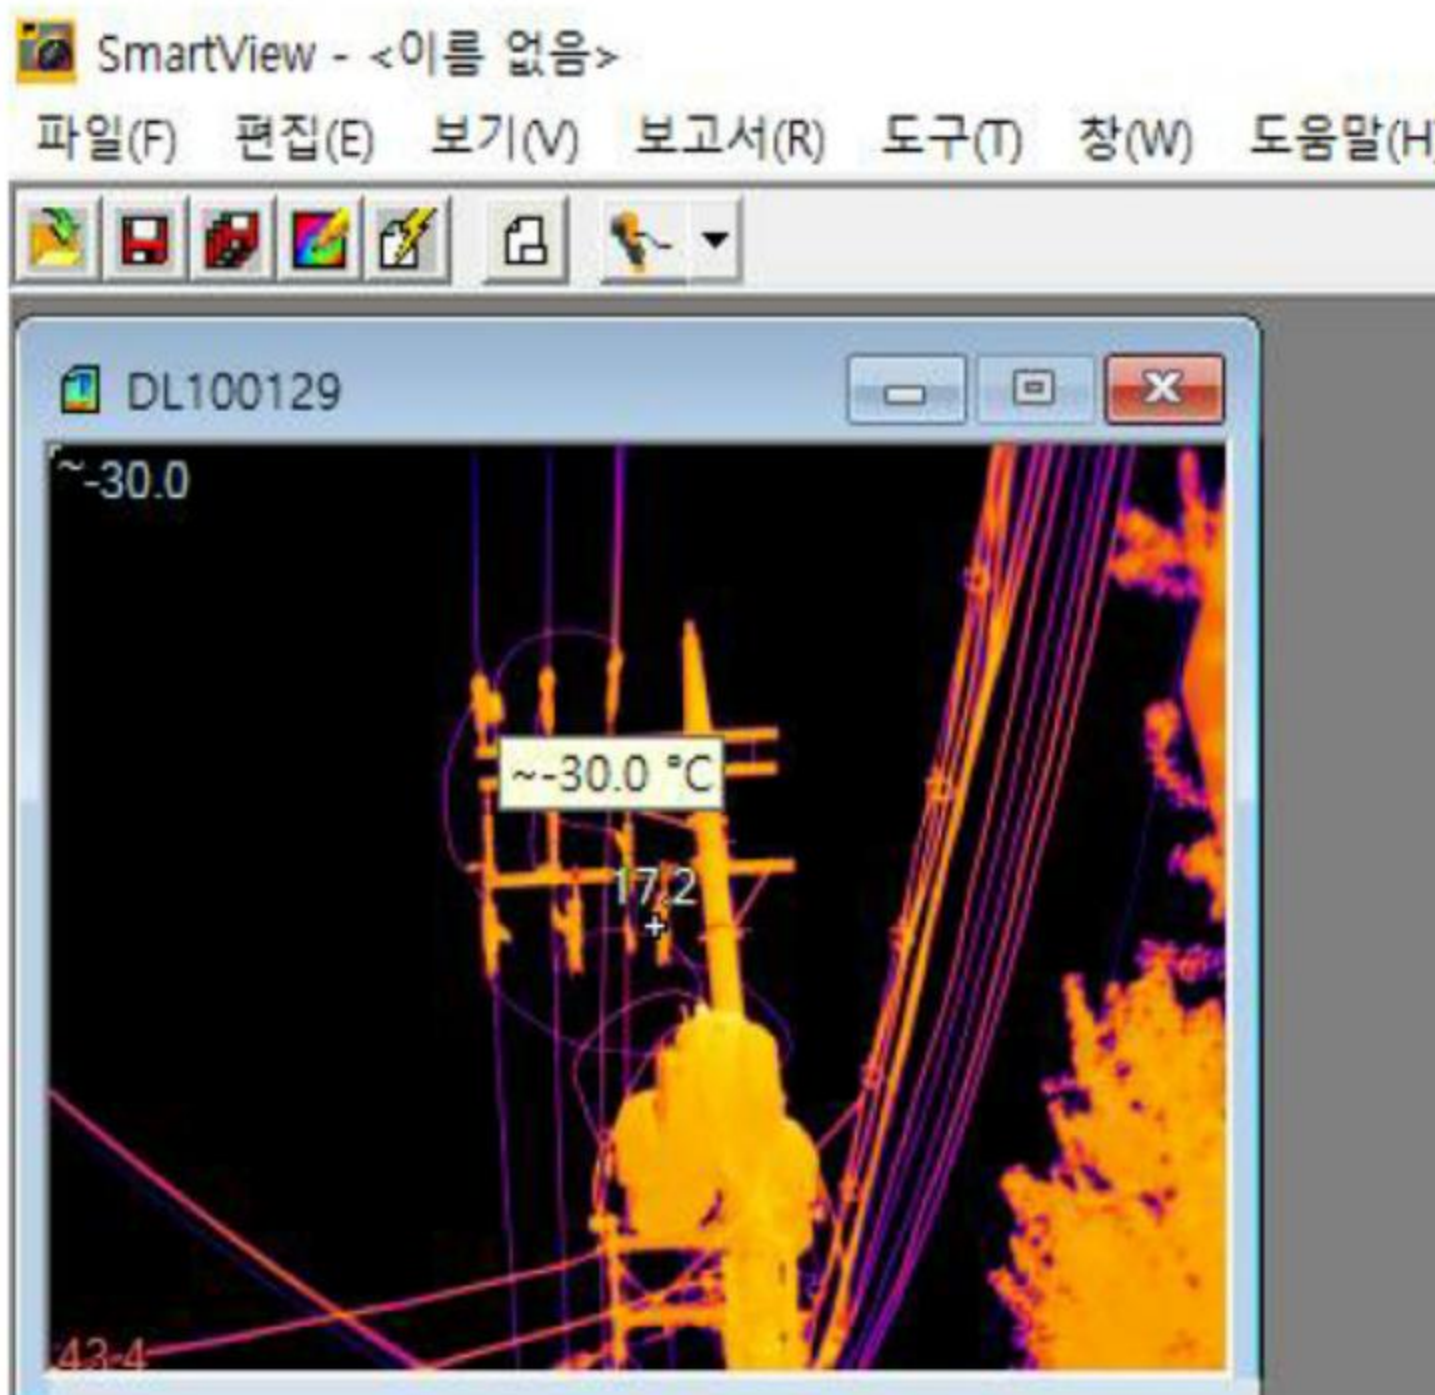 SmartView - <이름 없음>
파일(F) 편집(E) 보기(V) 보고서(R) 도구(T) 창(W) 도움말(H)
DL100129
~-30.0
~-30.0 °C
17.2
43.4